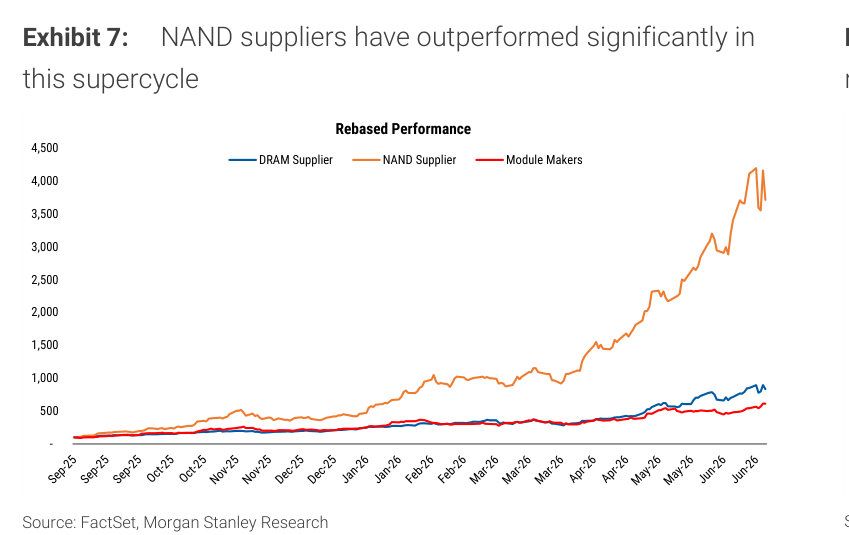 Exhibit 7: NAND suppliers have outperformed significantly in
this supercycle
Rebased Performance
DRAM Supplier NAND Supplier Module Makers
4,500
4,000
3,500
3,000
2,500
2,000
1,500
1,000
500
-
Sep-25 Sep-25 Sep-25 Oct-25 Oct-25 Nov-25 Nov-25 Dec-25 Dec-25 Jan-26 Jan-26 Feb-26 Feb-26 Mar-26 Mar-26 Mar-26 Apr-26 Apr-26 May-26 May-26 Jun-26 Jun-26
Source: FactSet, Morgan Stanley Research